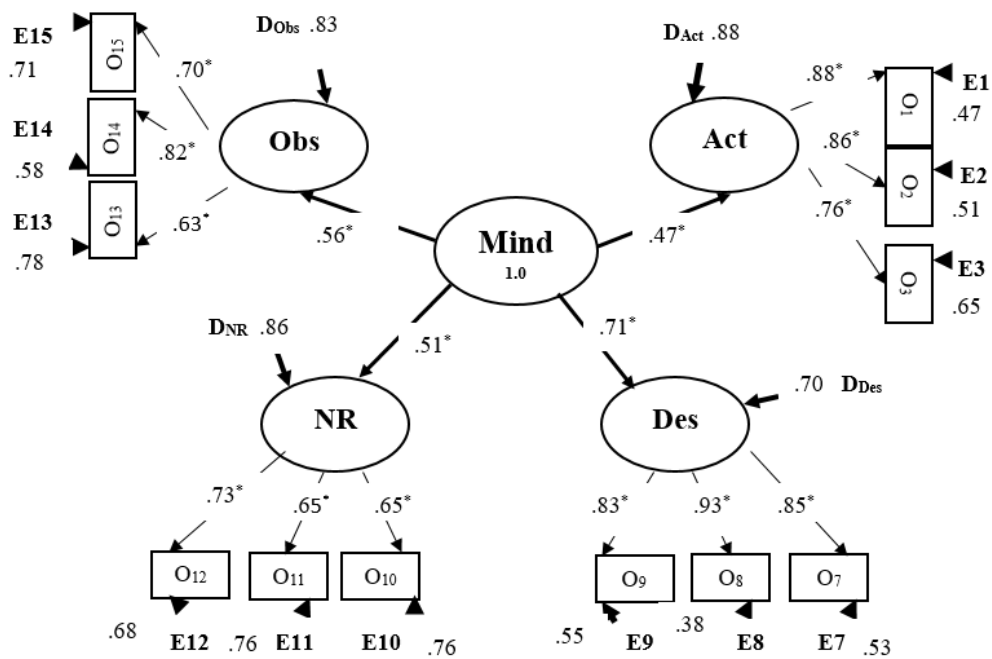 E15
.71
O15
.70*
DObs .83
DAct .88
.88*
O1
E1
.47
E14
.58
O14
.82*
Obs
Act
.86*
O2
E2
.51
E13
.78
O13
.63*
.56*
Mind
1.0
.47*
.76*
O3
E3
.65
DNR .86
.51*
.71*
.70 DDes
NR
Des
.73*
.65*
.65*
.83*
.93*
.85*
O12
O11
O10
O9
O8
O7
.68
E12
.76
E11
E10
.76
.55
E9
.38
E8
E7
.53